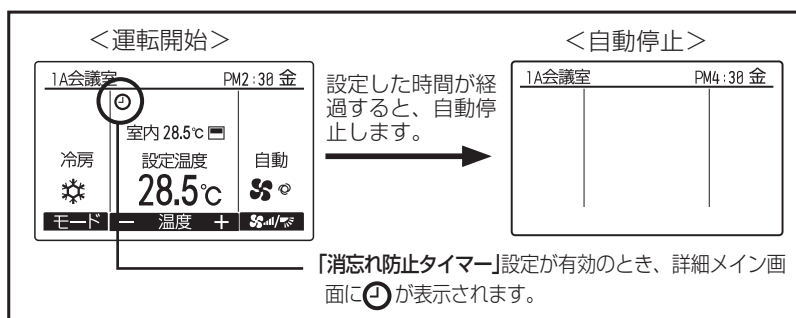 ＜運転開始＞
1A会議室 PM2:30 金
室内 28.5℃
冷房 設定温度 自動
28.5℃
モード － 温度 ＋
設定した時間が経
過すると、自動停
止します。
＜自動停止＞
1A会議室 PM4:30 金
「消忘れ防止タイマー」設定が有効のとき、詳細メイン画
面に が表示されます。